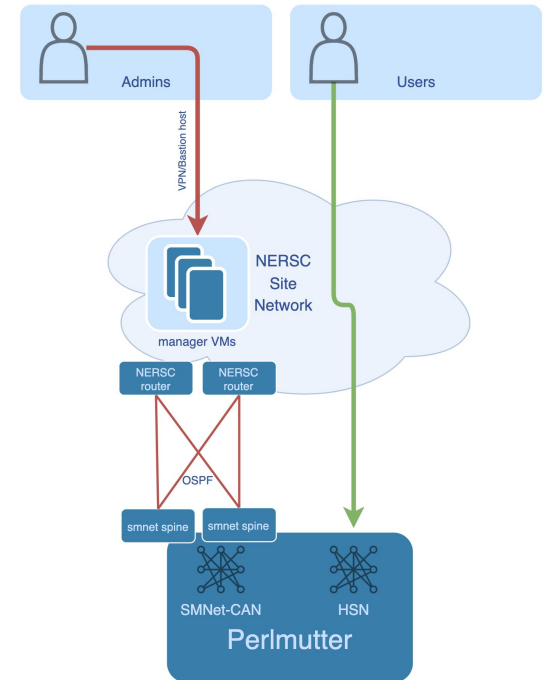 Admins
Users
VPN/Bastion host
NERSC
Site
Network
manager VMs
NERSC
router
NERSC
router
OSPF
smnet spine
smnet spine
SMNet-CAN
HSN
Perlmutter